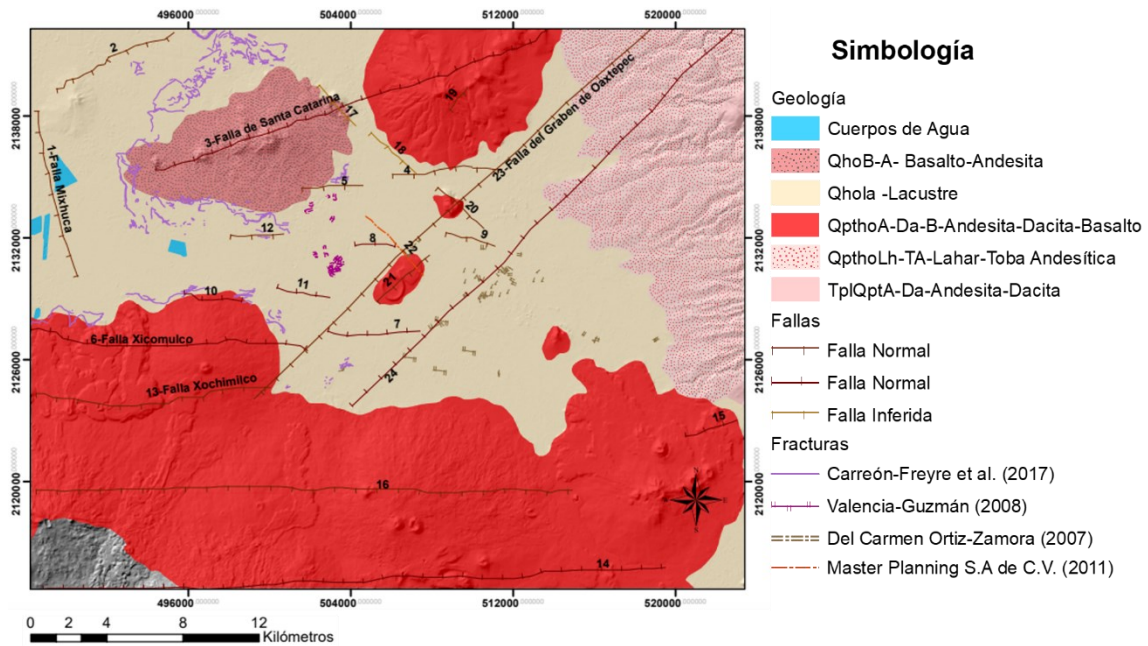 496000 504000 512000 520000
Simbología
Geología
Cuerpos de Agua
QhoB-A- Basalto-Andesita
Qhola -Lacustre
QpthoA-Da-B-Andesita-Dacita-Basalto
QpthoLh-TA-Lahar-Toba Andesítica
TplQptA-Da-Andesita-Dacita
Fallas
Falla Normal
Falla Normal
Falla Inferida
Fracturas
Carreón-Freyre et al. (2017)
Valencia-Guzmán (2008)
Del Carmen Ortiz-Zamora (2007)
Master Planning S.A de C.V. (2011)
2138000
2132000
2126000
2120000
2138000
2132000
2126000
2120000
2
1-Falla Mixhuca
3-Falla de Santa Catarina
17
19
18
4
23-Falla del Graben de Oaxtepec
5
20
12
8
22
9
21
10
11
7
6-Falla Xicomulco
13-Falla Xochimilco
24
15
16
14
496000 504000 512000 520000
0 2 4 8 12
Kilómetros